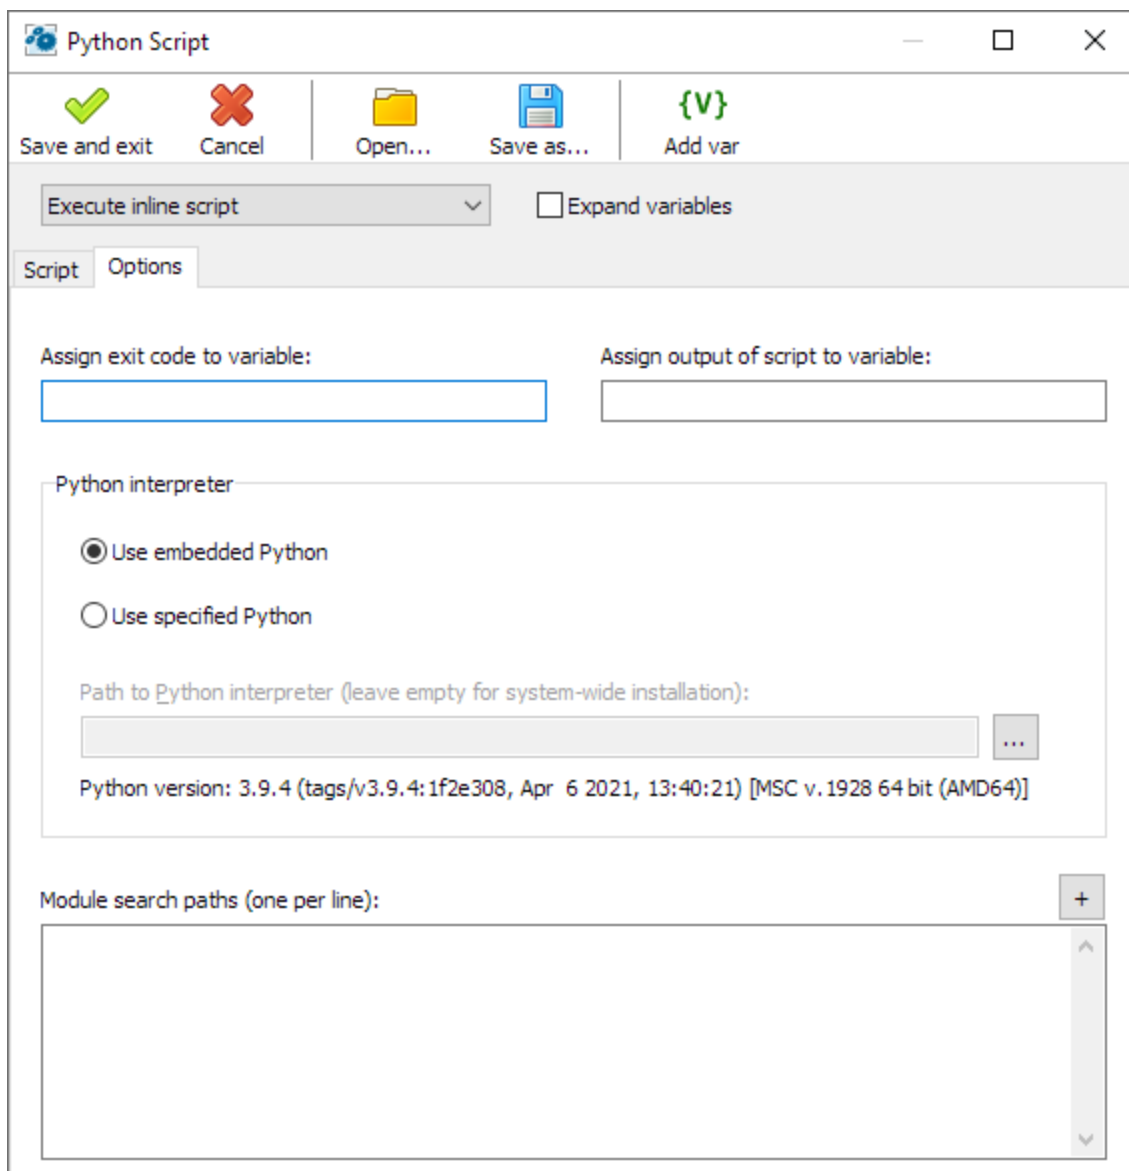 Python Script
Save and exit
Cancel
Open...
Save as...
{V}
Add var
Execute inline script
Expand variables
Script
Options
Assign exit code to variable:
Assign output of script to variable:
Python interpreter
Use embedded Python
Use specified Python
Path to Python interpreter (leave empty for system-wide installation):
...
Python version: 3.9.4 (tags/v3.9.4:1f2e308, Apr  6 2021, 13:40:21) [MSC v.1928 64 bit (AMD64)]
Module search paths (one per line):
+